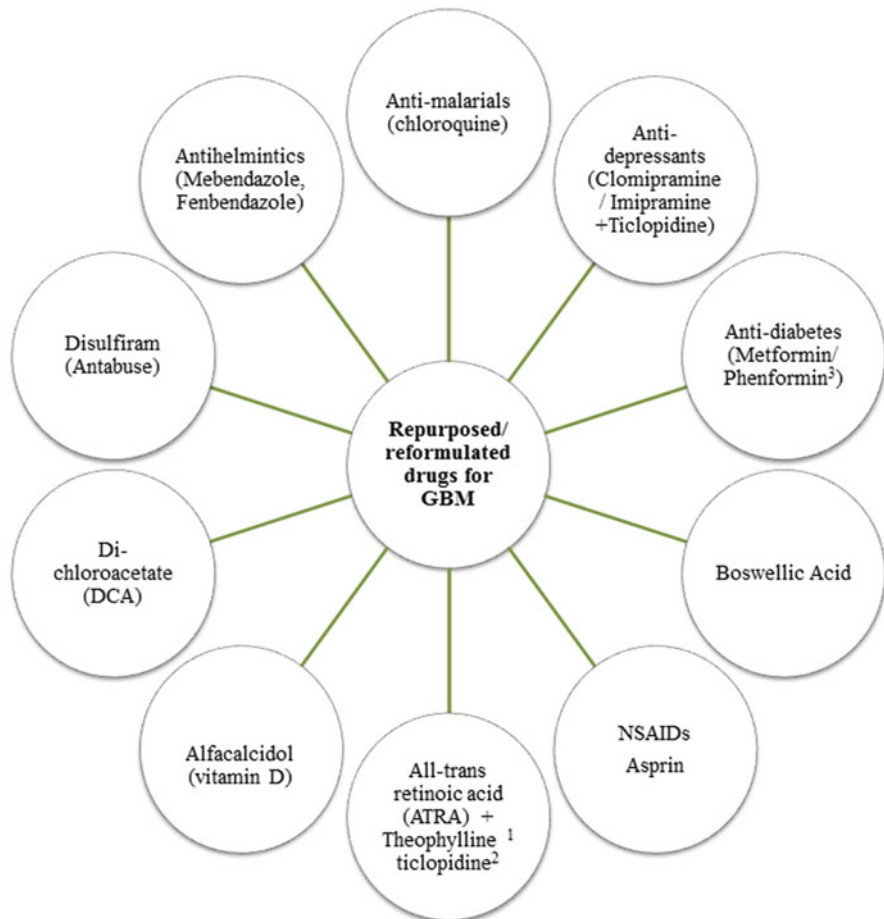 Anti-malarials
(chloroquine)
Anti-
depressants
(Clomipramine
/ Imipramine
+Ticlopidine)
Anti-diabetes
(Metformin/
Phenformin³)
Boswellic Acid
NSAIDs
Asprin
All-trans
retinoic acid
(ATRA) +
Theophylline ¹
ticlopidine²
Alfacalcidol
(vitamin D)
Di-
chloroacetate
(DCA)
Disulfiram
(Antabuse)
Antihelmintics
(Mebendazole,
Fenbendazole)
Repurposed/
reformulated
drugs for
GBM